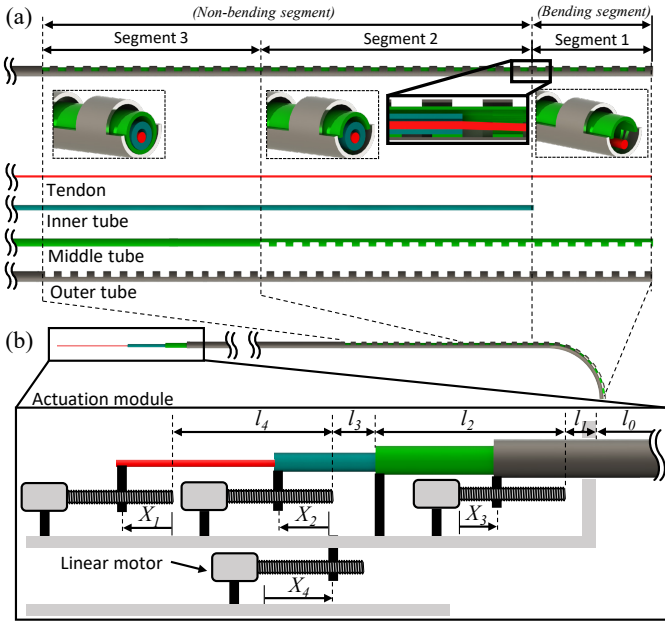 (a)
(Non-bending segment)
(Bending segment)
Segment 3
Segment 2
Segment 1
Tendon
Inner tube
Middle tube
Outer tube
(b)
Actuation module
l4
l3
l2
l1
l0
X1
X2
X3
Linear motor
X4